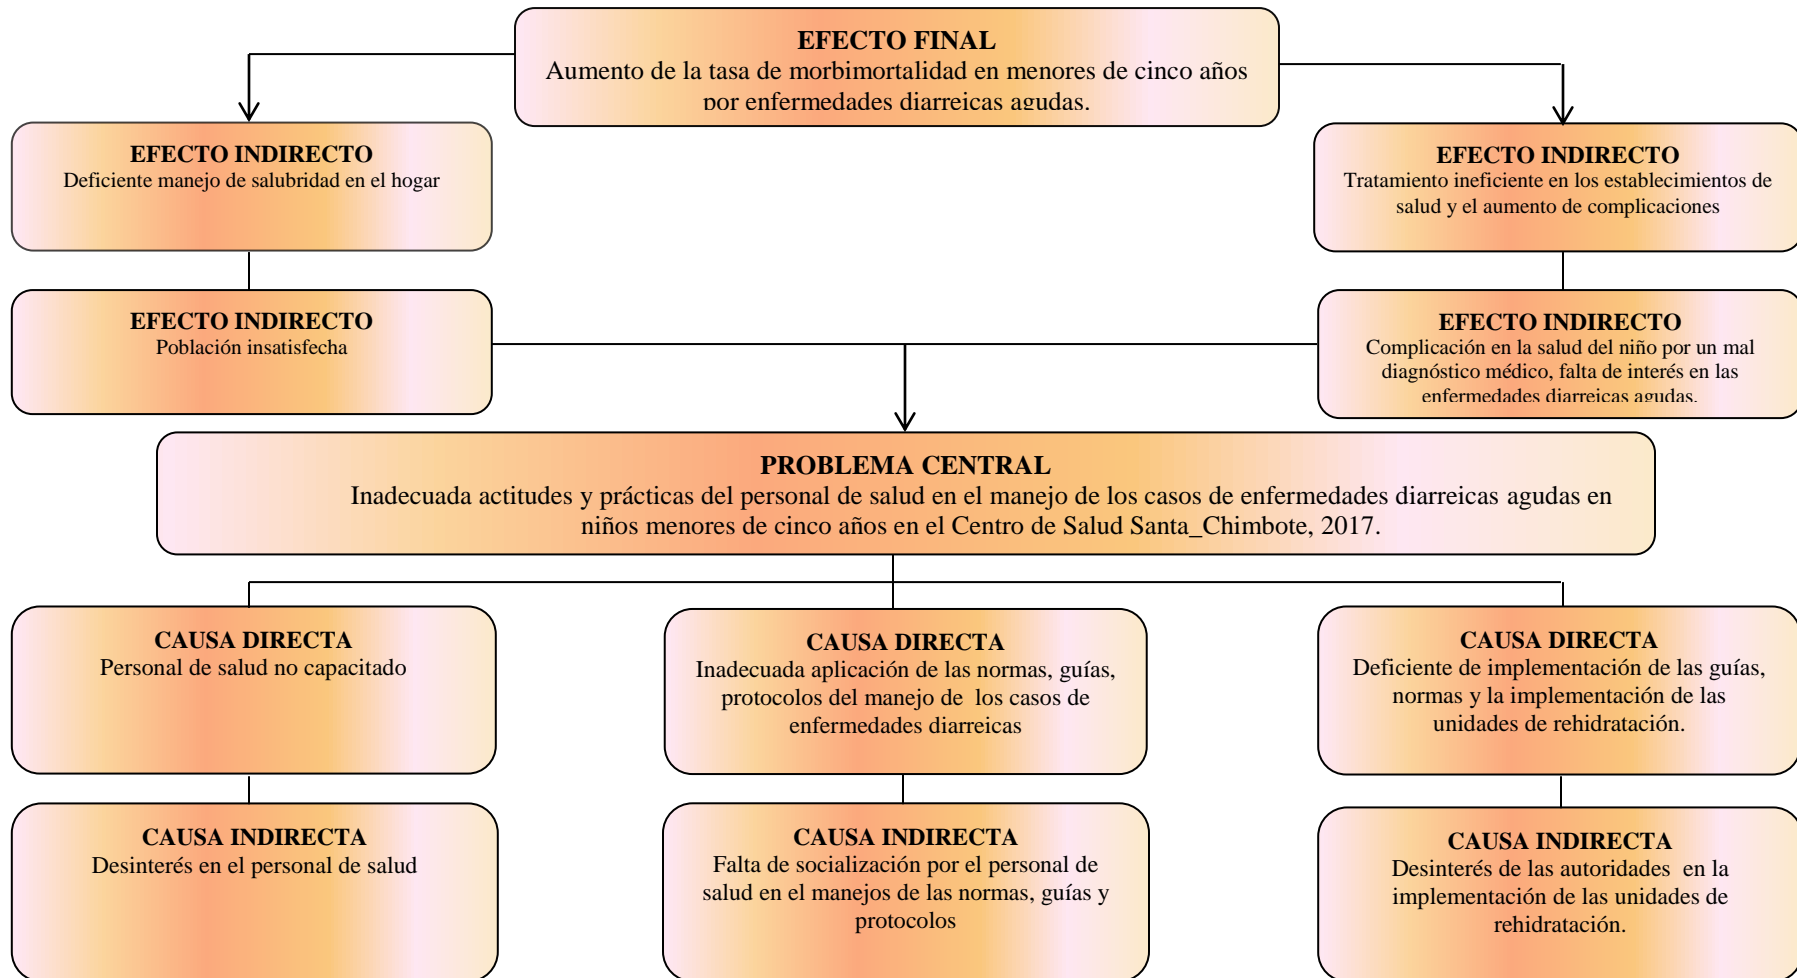 EFECTO FINAL
Aumento de la tasa de morbimortalidad en menores de cinco años
por enfermedades diarreicas agudas.
EFECTO INDIRECTO
Deficiente manejo de salubridad en el hogar
EFECTO INDIRECTO
Tratamiento ineficiente en los establecimientos de
salud y el aumento de complicaciones
EFECTO INDIRECTO
Población insatisfecha
EFECTO INDIRECTO
Complicación en la salud del niño por un mal
diagnóstico médico, falta de interés en las
enfermedades diarreicas agudas.
PROBLEMA CENTRAL
Inadecuada actitudes y prácticas del personal de salud en el manejo de los casos de enfermedades diarreicas agudas en
niños menores de cinco años en el Centro de Salud Santa_Chimbote, 2017.
CAUSA DIRECTA
Personal de salud no capacitado
CAUSA DIRECTA
Inadecuada aplicación de las normas, guías,
protocolos del manejo de los casos de
enfermedades diarreicas
CAUSA DIRECTA
Deficiente de implementación de las guías,
normas y la implementación de las
unidades de rehidratación.
CAUSA INDIRECTA
Desinterés en el personal de salud
CAUSA INDIRECTA
Falta de socialización por el personal de
salud en el manejos de las normas, guías y
protocolos
CAUSA INDIRECTA
Desinterés de las autoridades en la
implementación de las unidades de
rehidratación.